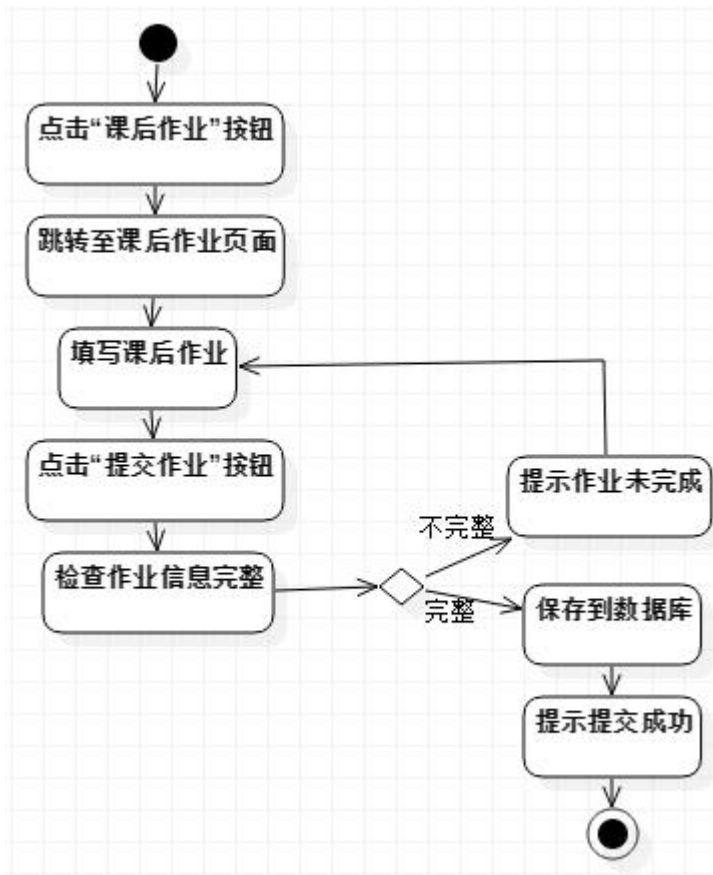 点击“课后作业”按钮
跳转至课后作业页面
填写课后作业
点击“提交作业”按钮
提示作业未完成
不完整
检查作业信息完整
完整
保存到数据库
提示提交成功